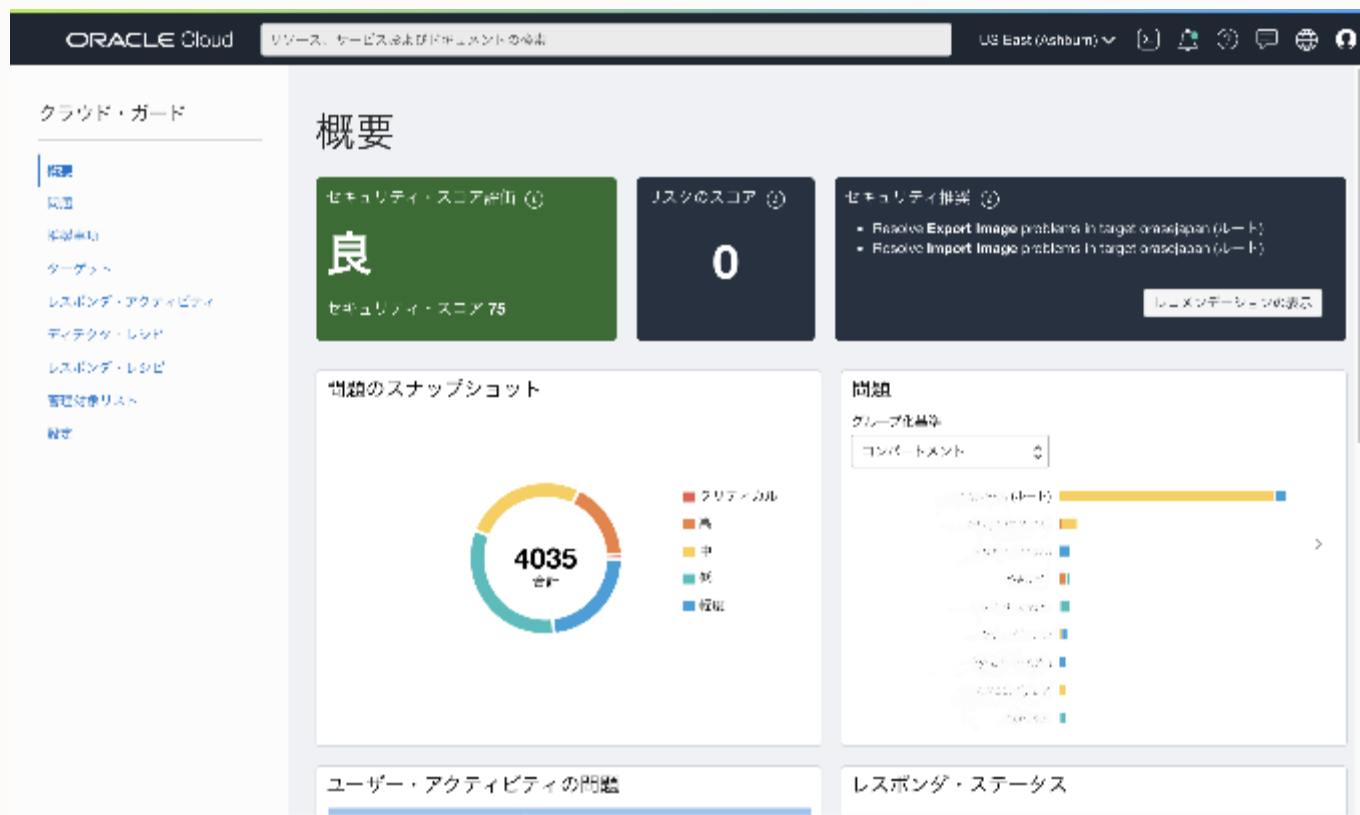 ORACLE Cloud
リソース、サービスおよびドキュメントの検索
US East (Ashburn)
クラウド・ガード
概要
問題
推奨事項
ターゲット
レスポンダ・アクティビティ
ディテクタ・レシピ
レスポンダ・レシピ
管理対象リスト
設定
概要
セキュリティ・スコア評価
良
セキュリティ・スコア 75
リスクのスコア
0
セキュリティ推奨
Resolve Export Image problems in target orasejapan (ルート)
Resolve Import Image problems in target orasejapan (ルート)
レコメンデーションの表示
問題のスナップショット
4035
合計
クリティカル
高
中
低
軽度
問題
グループ化基準
コンパートメント
(ルート)
ユーザー・アクティビティの問題
レスポンダ・ステータス